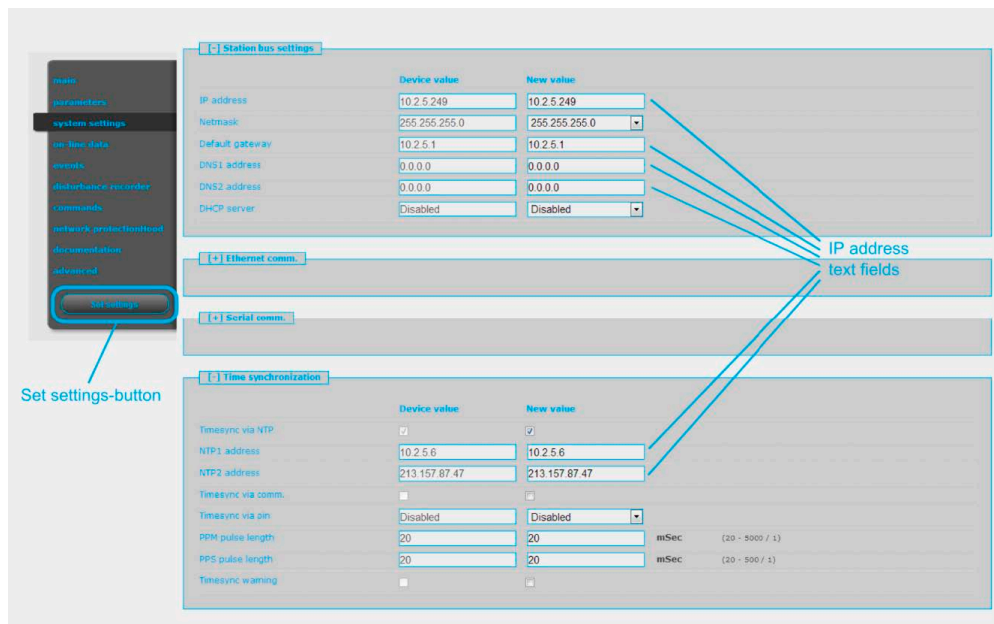 main
parameters
system settings
on-line data
events
disturbance recorder
commands
network protectionHood
documentation
advanced
Set settings
Set settings-button
[-] Station bus settings
Device value New value
IP address 10.2.5.249 10.2.5.249
Netmask 255.255.255.0 255.255.255.0
Default gateway 10.2.5.1 10.2.5.1
DNS1 address 0.0.0.0 0.0.0.0
DNS2 address 0.0.0.0 0.0.0.0
DHCP server Disabled Disabled
IP address
text fields
[+] Ethernet comm.
[+] Serial comm.
[-] Time synchronization
Device value New value
Timesync via NTP
NTP1 address 10.2.5.6 10.2.5.6
NTP2 address 213.157.87.47 213.157.87.47
Timesync via comm.
Timesync via pin Disabled Disabled
PPM pulse length 20 20 mSec (20 - 5000 / 1)
PPS pulse length 20 20 mSec (20 - 500 / 1)
Timesync warning